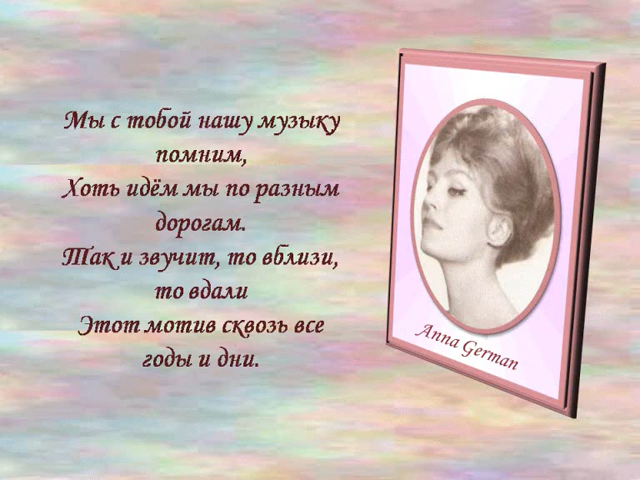 Мы с тобой нашу музыку
помним,
Хоть идём мы по разным
дорогам.
Так и звучит, то вблизи,
то вдали
Этот мотив сквозь все
годы и дни.
Anna German